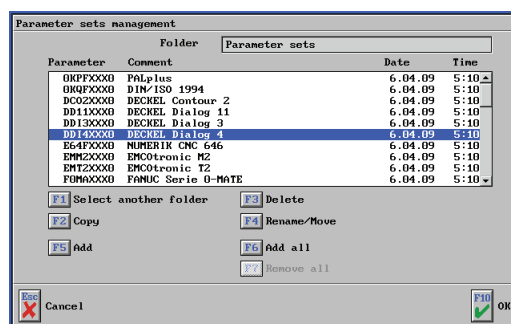 Parameter sets management
Folder Parameter sets
Parameter Comment Date Time
0KPFXXX0 PALplus 6.04.09 5:10
0KQFXXX0 DIN/ISO 1994 6.04.09 5:10
DC02XXX0 DECKEL Contour 2 6.04.09 5:10
DD11XXX0 DECKEL Dialog 11 6.04.09 5:10
DDI3XXX0 DECKEL Dialog 3 6.04.09 5:10
DDI4XXX0 DECKEL Dialog 4 6.04.09 5:10
E64FXXX0 NUMERIK CNC 646 6.04.09 5:10
EMM2XXX0 EMCOtronic M2 6.04.09 5:10
EMT2XXX0 EMCOtronic T2 6.04.09 5:10
F0MAXXX0 FANUC Serie 0-MATE 6.04.09 5:10
F1 Select another folder F3 Delete
F2 Copy F4 Rename/Move
F5 Add F6 Add all
F7 Remove all
Esc Cancel F10 OK